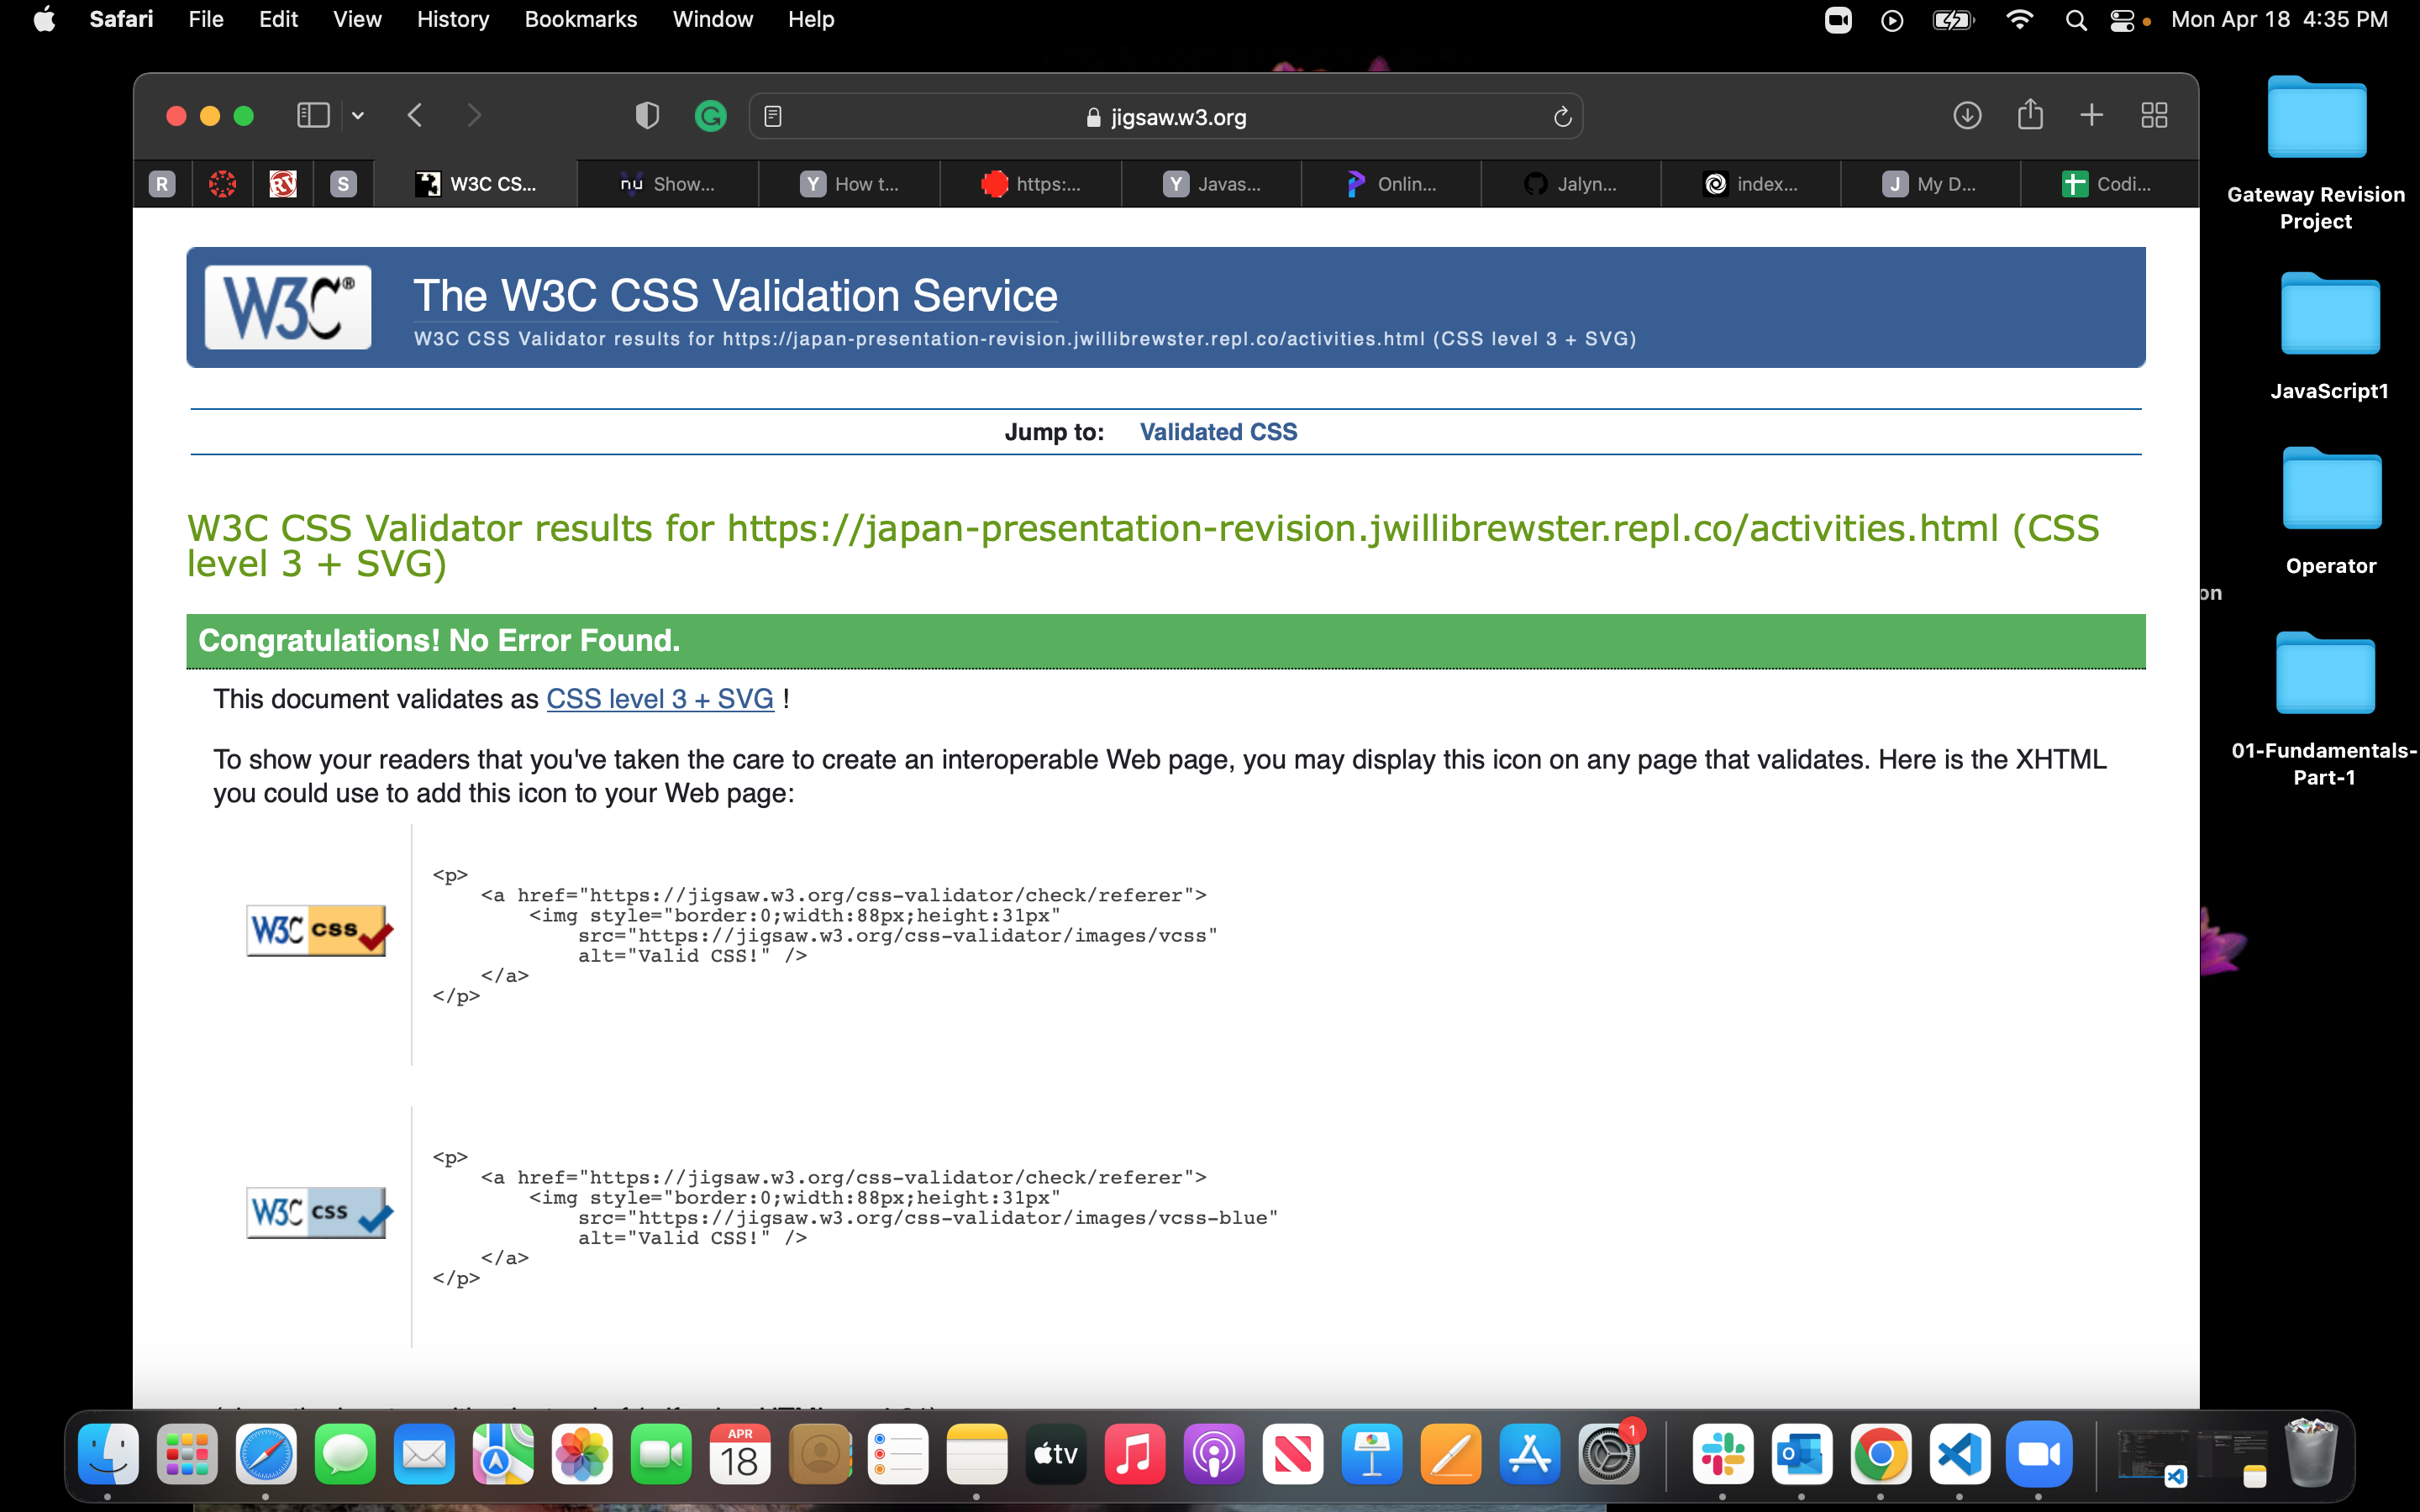 Safari File Edit View History Bookmarks Window Help Mon Apr 18 4:35 PM
jigsaw.w3.org
R RV S W3C CS... nu Show... Y How t... https:... Y Javas... Onlin... Jalyn... index... J My D... Codi...
Gateway Revision
Project
JavaScript1
Operator
on
01-Fundamentals-
Part-1
W3C®
The W3C CSS Validation Service
W3C CSS Validator results for https://japan-presentation-revision.jwillibrewster.repl.co/activities.html (CSS level 3 + SVG)
Jump to: Validated CSS
W3C CSS Validator results for https://japan-presentation-revision.jwillibrewster.repl.co/activities.html (CSS
level 3 + SVG)
Congratulations! No Error Found.
This document validates as CSS level 3 + SVG !
To show your readers that you've taken the care to create an interoperable Web page, you may display this icon on any page that validates. Here is the XHTML
you could use to add this icon to your Web page:
W3C css
<p>
<a href="https://jigsaw.w3.org/css-validator/check/referer">
<img style="border:0;width:88px;height:31px"
src="https://jigsaw.w3.org/css-validator/images/vcss"
alt="Valid CSS!" />
</a>
</p>
W3C css
<p>
<a href="https://jigsaw.w3.org/css-validator/check/referer">
<img style="border:0;width:88px;height:31px"
src="https://jigsaw.w3.org/css-validator/images/vcss-blue"
alt="Valid CSS!" />
</a>
</p>
APR
18
tv
1